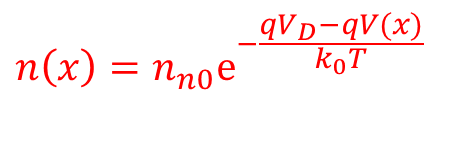 n(x) = n_{n0}e^{-\frac{qV_D-qV(x)}{k_0T}}